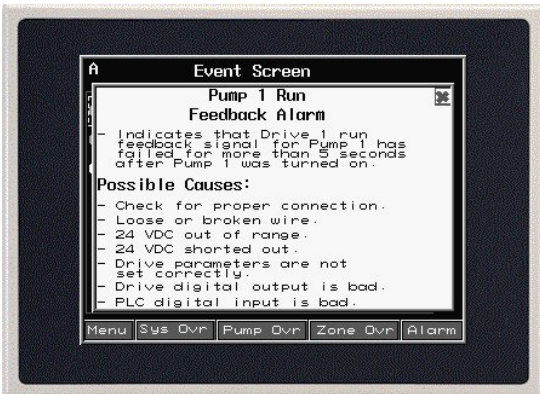 A Event Screen
Pump 1 Run
Feedback Alarm
- Indicates that Drive 1 run
feedback signal for Pump 1 has
failed for more than 5 seconds
after Pump 1 was turned on.
Possible Causes:
- Check for proper connection.
- Loose or broken wire.
- 24 VDC out of range.
- 24 VDC shorted out.
- Drive parameters are not
set correctly.
- Drive digital output is bad.
- PLC digital input is bad.
Menu Sys Ovr Pump Ovr Zone Ovr Alarm